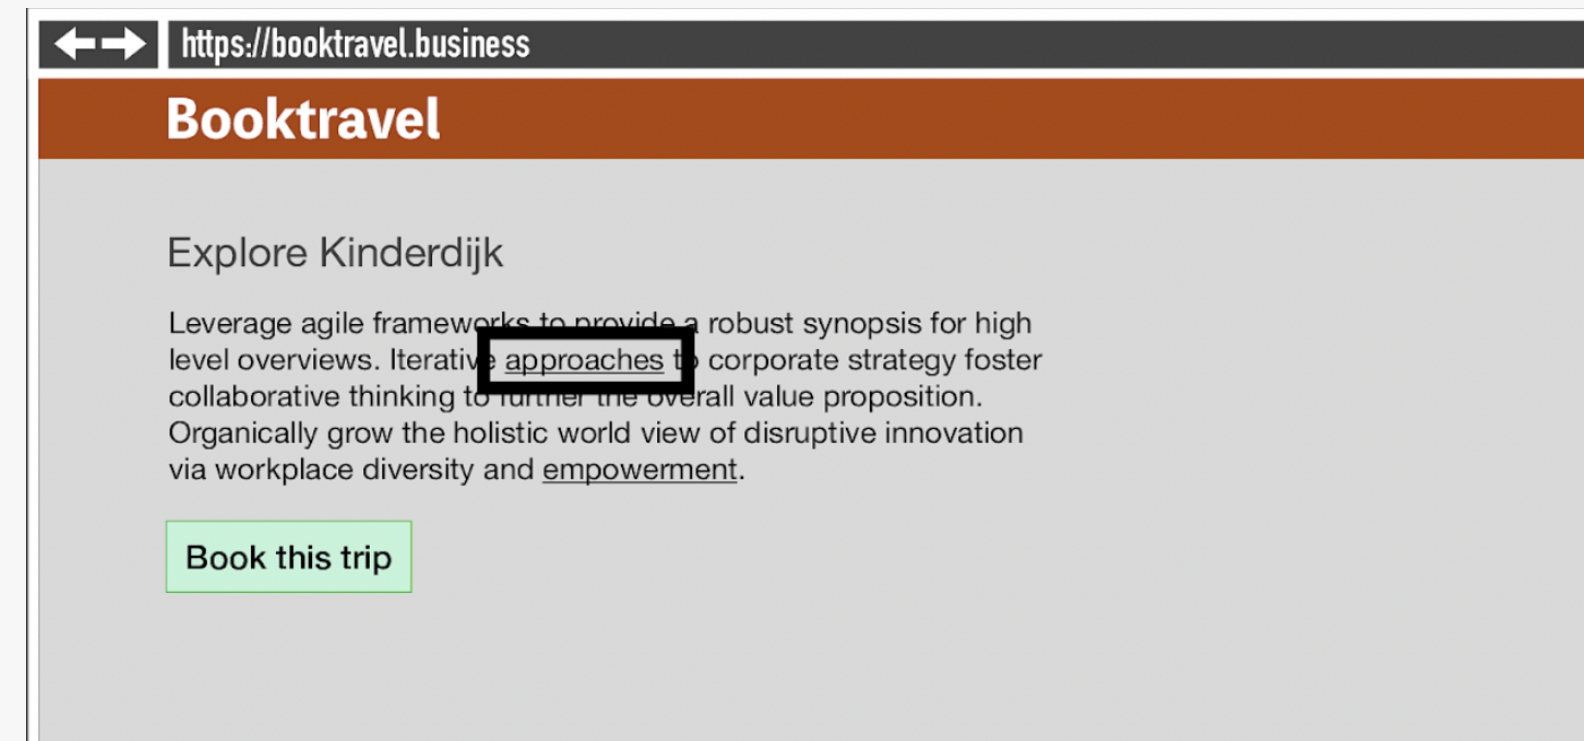 https://booktravel.business
Booktravel
Explore Kinderdijk
Leverage agile frameworks to provide a robust synopsis for high
level overviews. Iterative approaches to corporate strategy foster
collaborative thinking to further the overall value proposition.
Organically grow the holistic world view of disruptive innovation
via workplace diversity and empowerment.
Book this trip